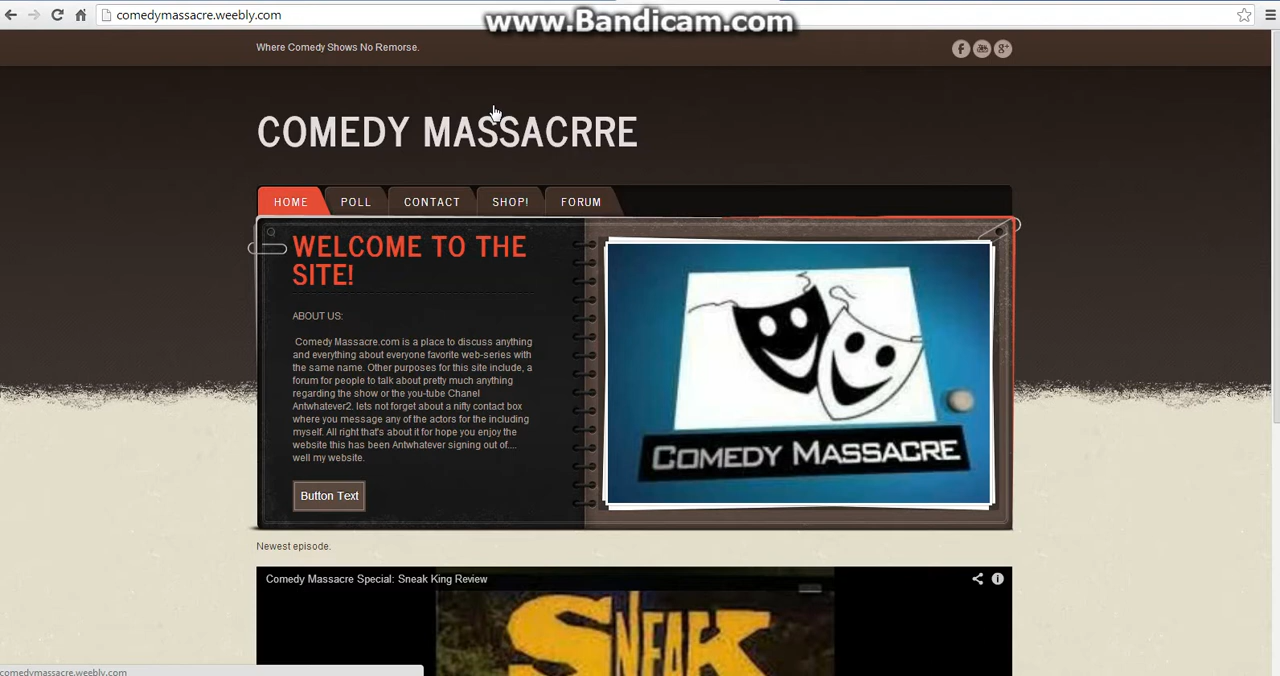 comedymassacre.weebly.com
www.Bandicam.com
Where Comedy Shows No Remorse.
COMEDY MASSACRRE
HOME
POLL
CONTACT
SHOP!
FORUM
WELCOME TO THE
SITE!
ABOUT US:
Comedy Massacre.com is a place to discuss anything
and everything about everyone favorite web-series with
the same name. Other purposes for this site include, a
forum for people to talk about pretty much anything
regarding the show or the you-tube Chanel
Antwhatever2. lets not forget about a nifty contact box
where you message any of the actors for the including
myself. All right that's about it for hope you enjoy the
website this has been Antwhatever signing out of....
well my website.
Button Text
COMEDY MASSACRE
Newest episode.
Comedy Massacre Special: Sneak King Review
SNEAK
comedymassacre.weebly.com